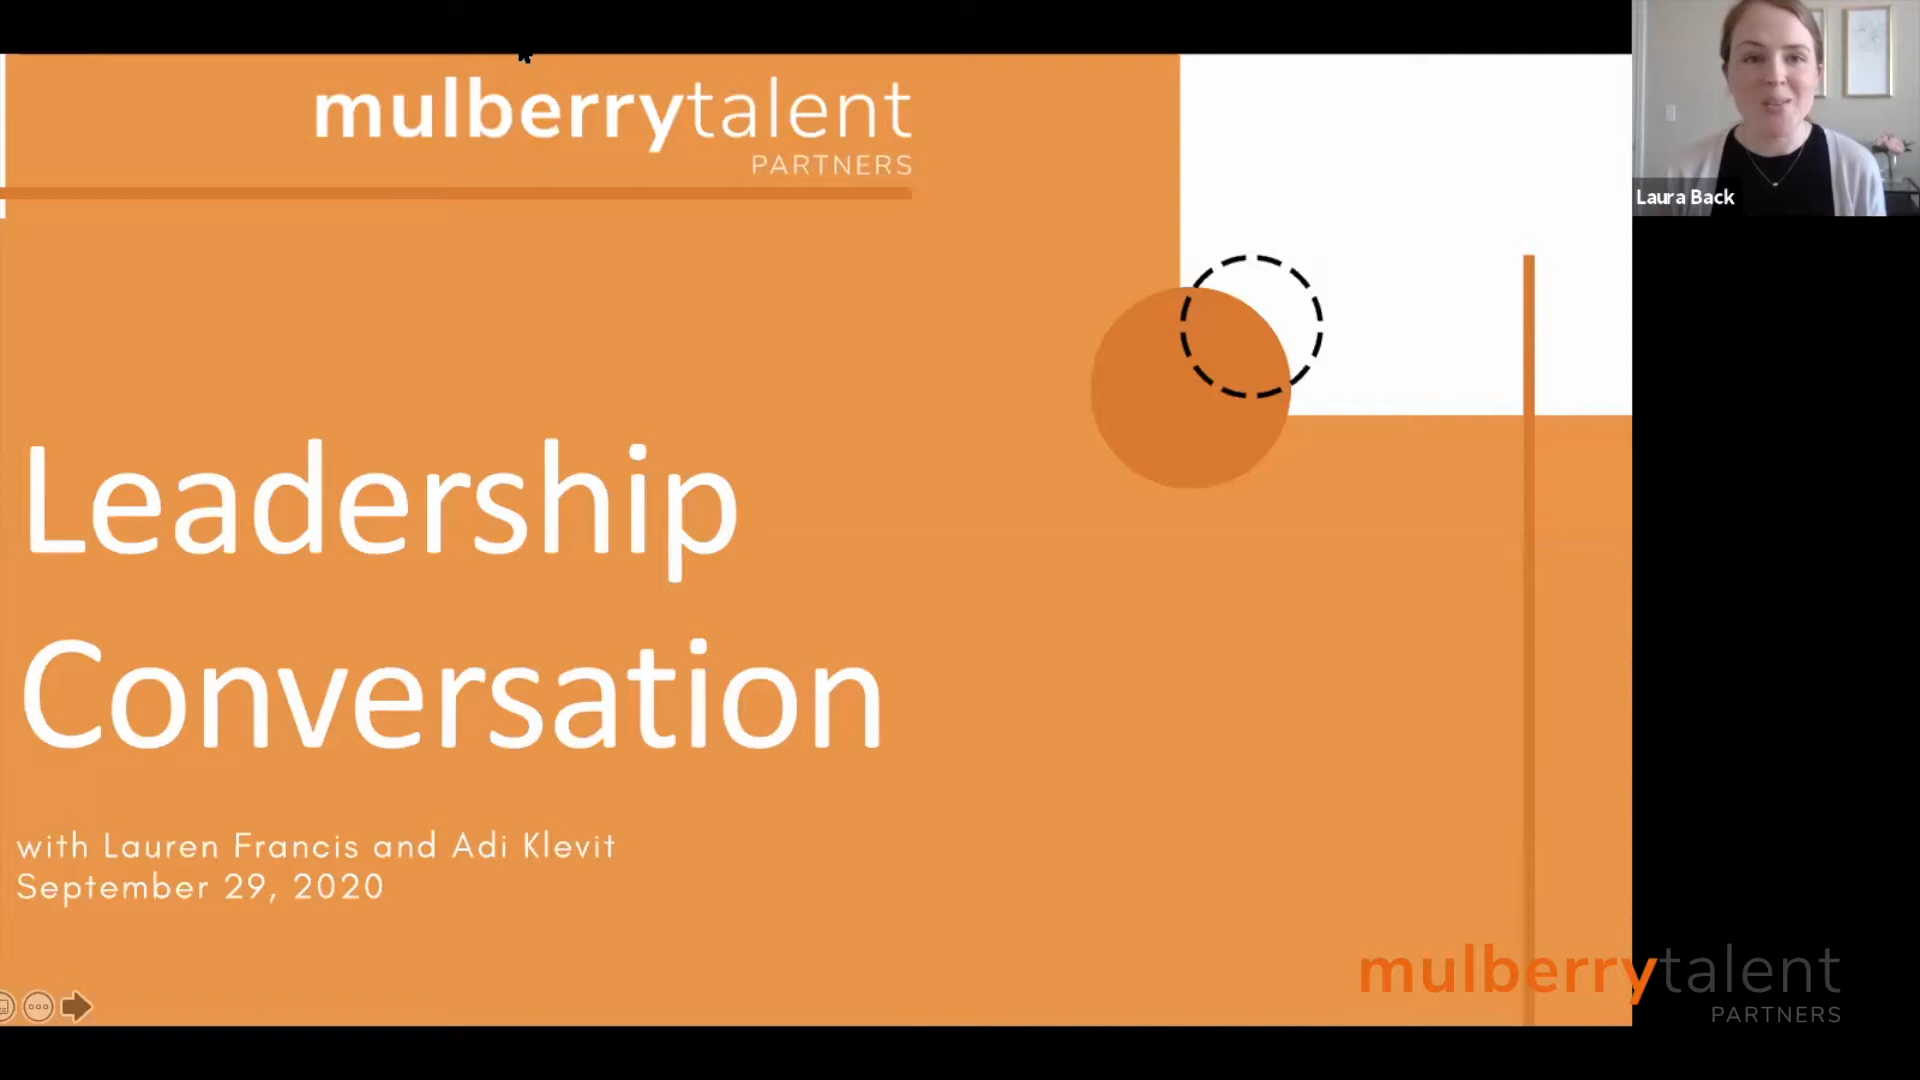 mulberrytalent
PARTNERS
Laura Back
Leadership
Conversation
with Lauren Francis and Adi Klevit
September 29, 2020
mulberrytalent
PARTNERS